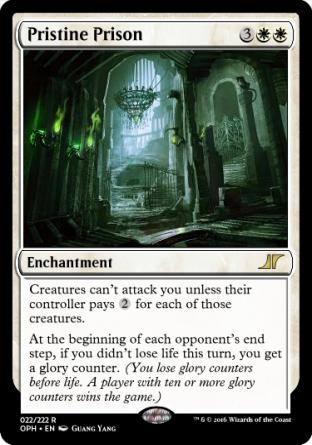 Pristine Prison 3
Enchantment
Creatures can't attack you unless their
controller pays 2 for each of those
creatures.
At the beginning of each opponent's end
step, if you didn't lose life this turn, you get
a glory counter. (You lose glory counters
before life. A player with ten or more glory
counters wins the game.)
022/222 R
OPH • EN GUANG YANG
™ & © 2016 Wizards of the Coast